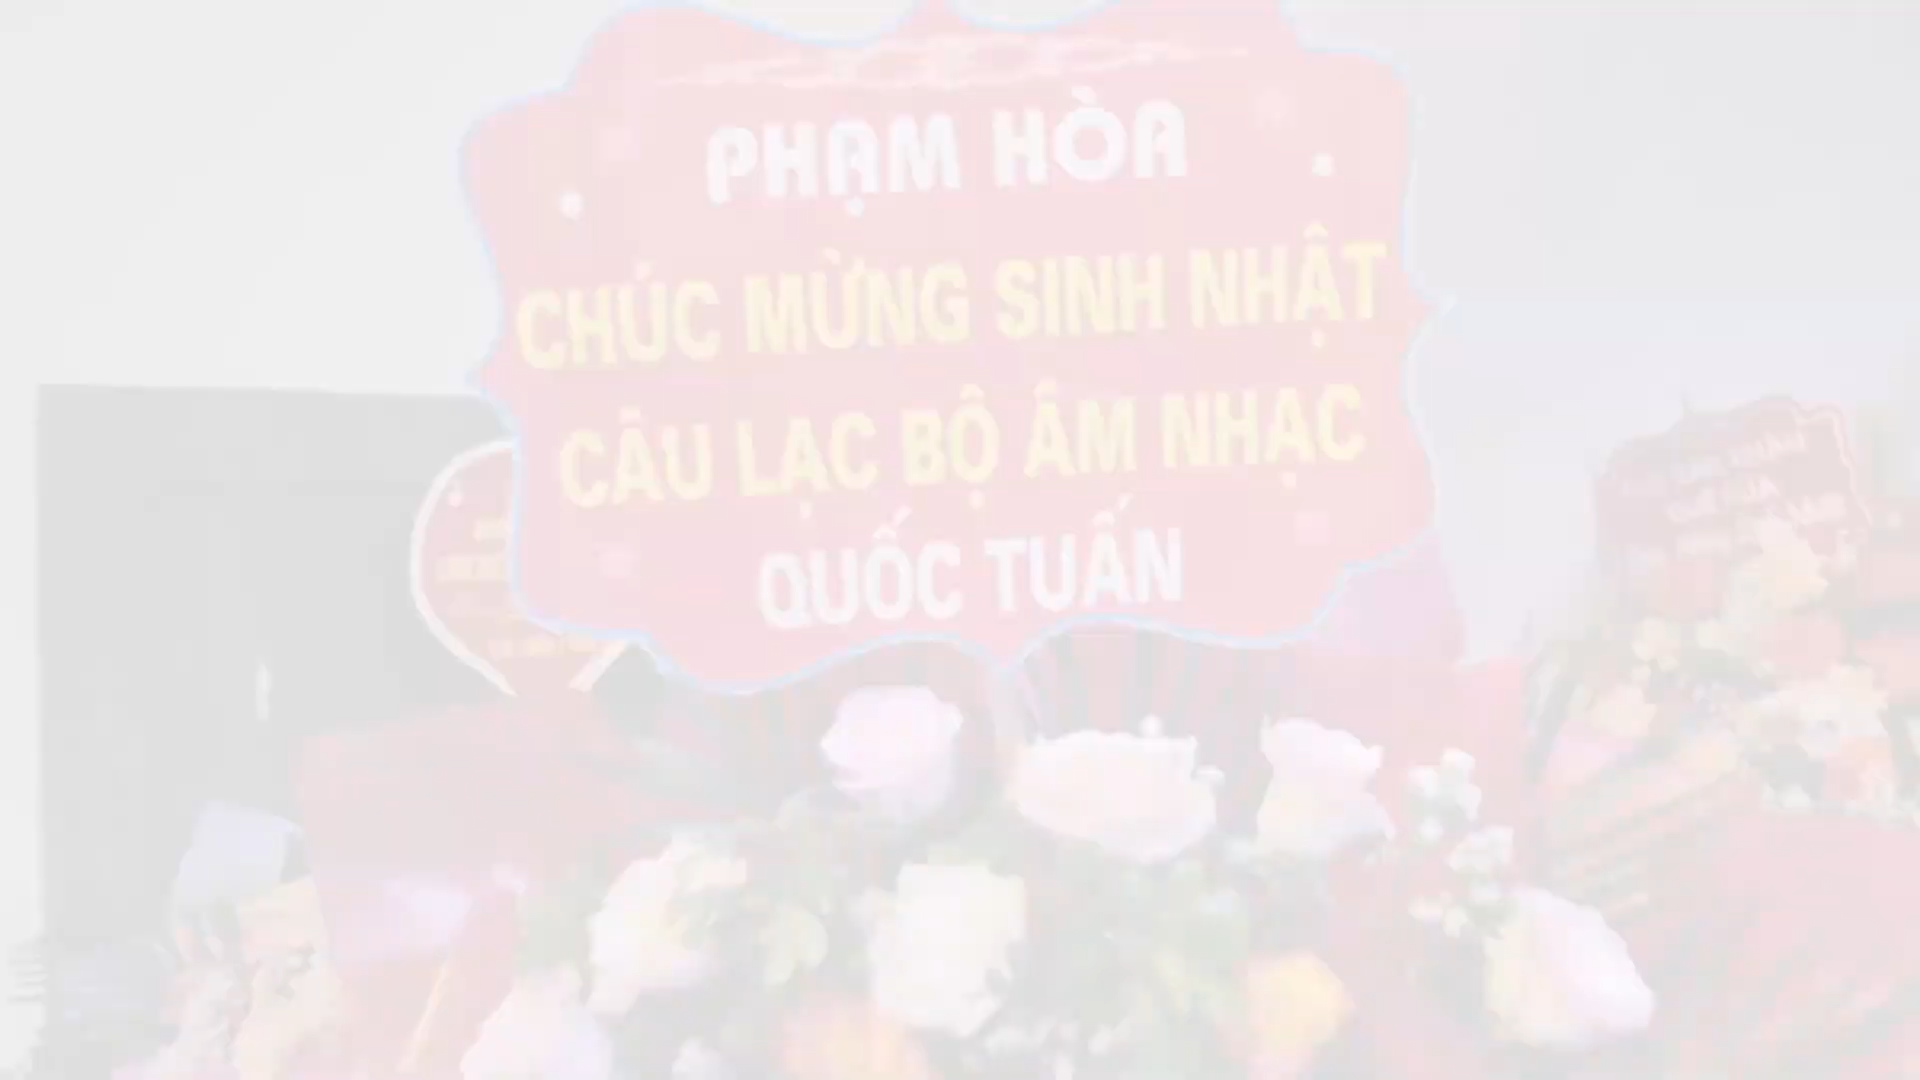 PHẠM HÒA
CHÚC MỪNG SINH NHẬT
CÂU LẠC BỘ ÂM NHẠC
QUỐC TUẤN